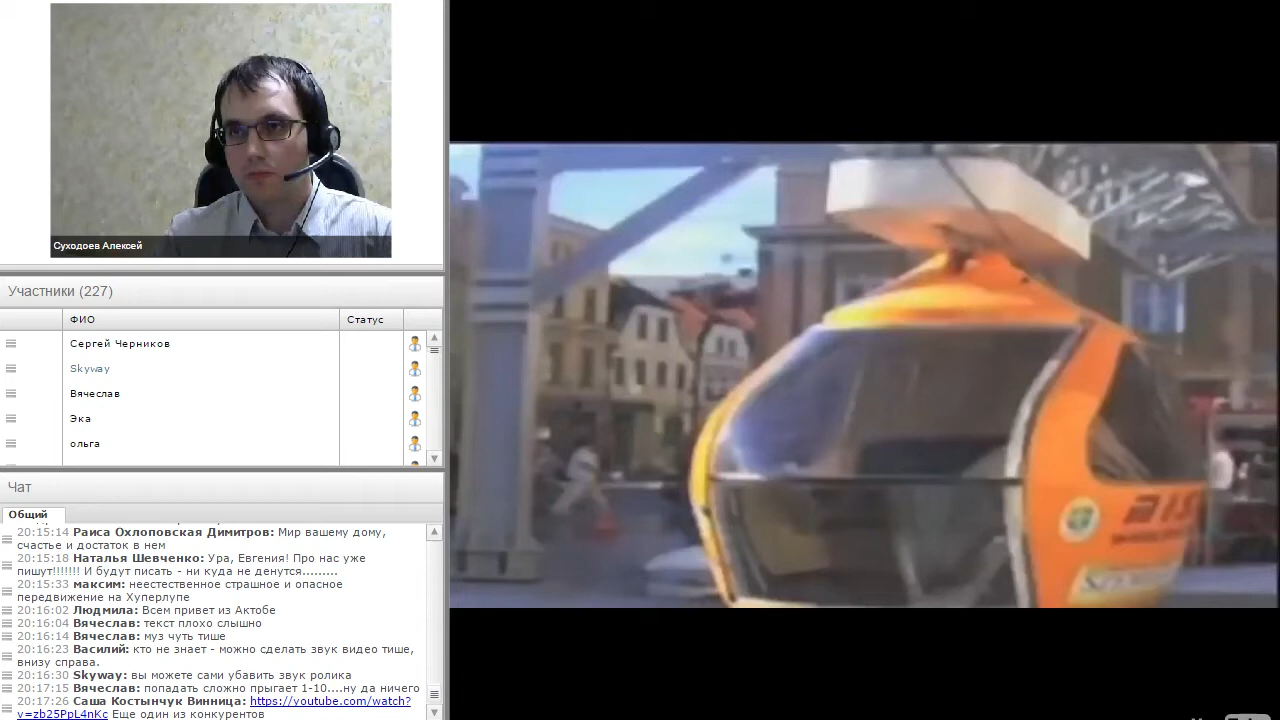 Суходоев Алексей
Участники (227)
ФИО
Статус
Сергей Черников
Skyway
Вячеслав
Эка
ольга
Чат
Общий
20:15:14 Раиса Охлоповская Димитров: Мир вашему дому,
счастье и достаток в нем
20:15:18 Наталья Шевченко: Ура, Евгения! Про нас уже
пишут!!!!!!! И будут писать - ни куда не денутся........
20:15:33 максим: неестественное страшное и опасное
передвижение на Хуперлупе
20:16:02 Людмила: Всем привет из Актобе
20:16:04 Вячеслав: текст плохо слышно
20:16:14 Вячеслав: муз чуть тише
20:16:23 Василий: кто не знает - можно сделать звук видео тише,
внизу справа.
20:16:30 Skyway: вы можете сами убавить звук ролика
20:17:15 Вячеслав: попадать сложно прыгает 1-10....ну да ничего
20:17:26 Саша Костынчук Винница: https://youtube.com/watch?
v=zb25PpL4nKc Еще один из конкурентов